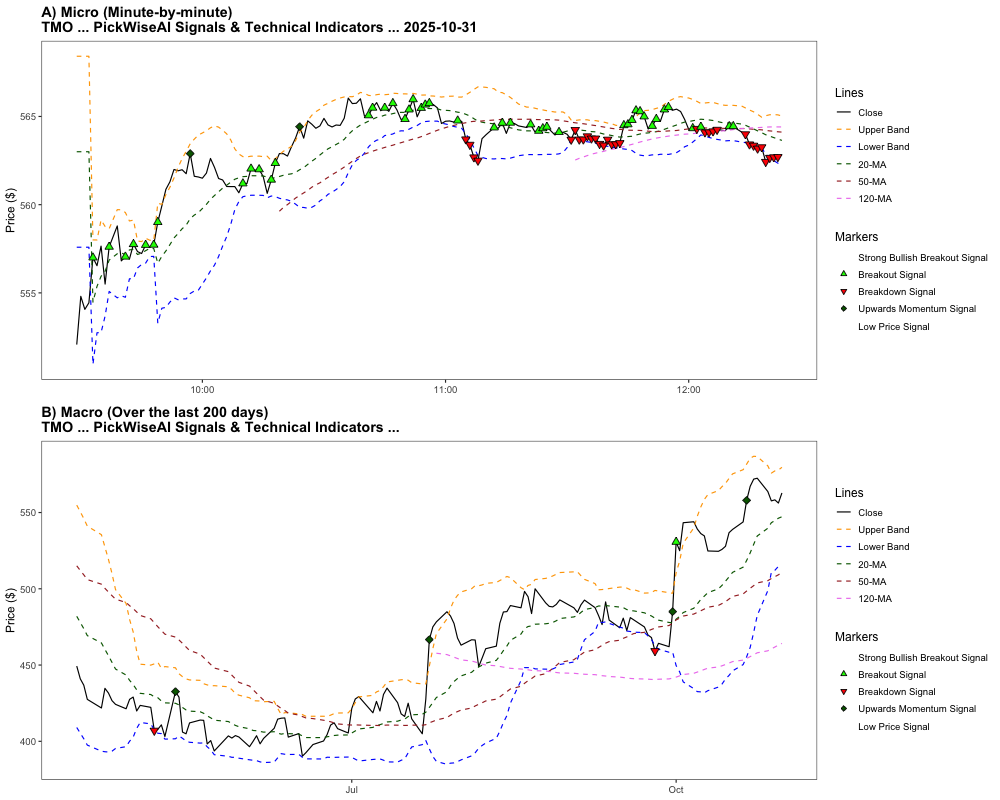 A) Micro (Minute-by-minute)
TMO ... PickWiseAI Signals & Technical Indicators ... 2025-10-31
Price ($)
565
560
555
10:00
11:00
12:00
Lines
Close
Upper Band
Lower Band
20-MA
50-MA
120-MA
Markers
Strong Bullish Breakout Signal
Breakout Signal
Breakdown Signal
Upwards Momentum Signal
Low Price Signal
B) Macro (Over the last 200 days)
TMO ... PickWiseAI Signals & Technical Indicators ...
Price ($)
550
500
450
400
Jul
Oct
Lines
Close
Upper Band
Lower Band
20-MA
50-MA
120-MA
Markers
Strong Bullish Breakout Signal
Breakout Signal
Breakdown Signal
Upwards Momentum Signal
Low Price Signal